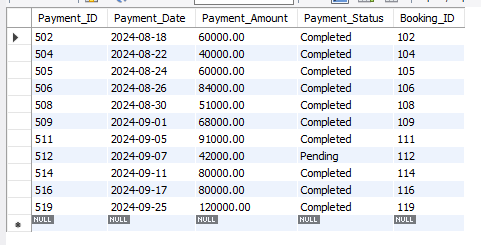 Payment_ID Payment_Date Payment_Amount Payment_Status Booking_ID
502 2024-08-18 60000.00 Completed 102
504 2024-08-22 40000.00 Completed 104
505 2024-08-24 60000.00 Completed 105
506 2024-08-26 84000.00 Completed 106
508 2024-08-30 51000.00 Completed 108
509 2024-09-01 68000.00 Completed 109
511 2024-09-05 91000.00 Completed 111
512 2024-09-07 42000.00 Pending 112
514 2024-09-11 80000.00 Completed 114
516 2024-09-17 80000.00 Completed 116
519 2024-09-25 120000.00 Completed 119
NULL NULL NULL NULL NULL